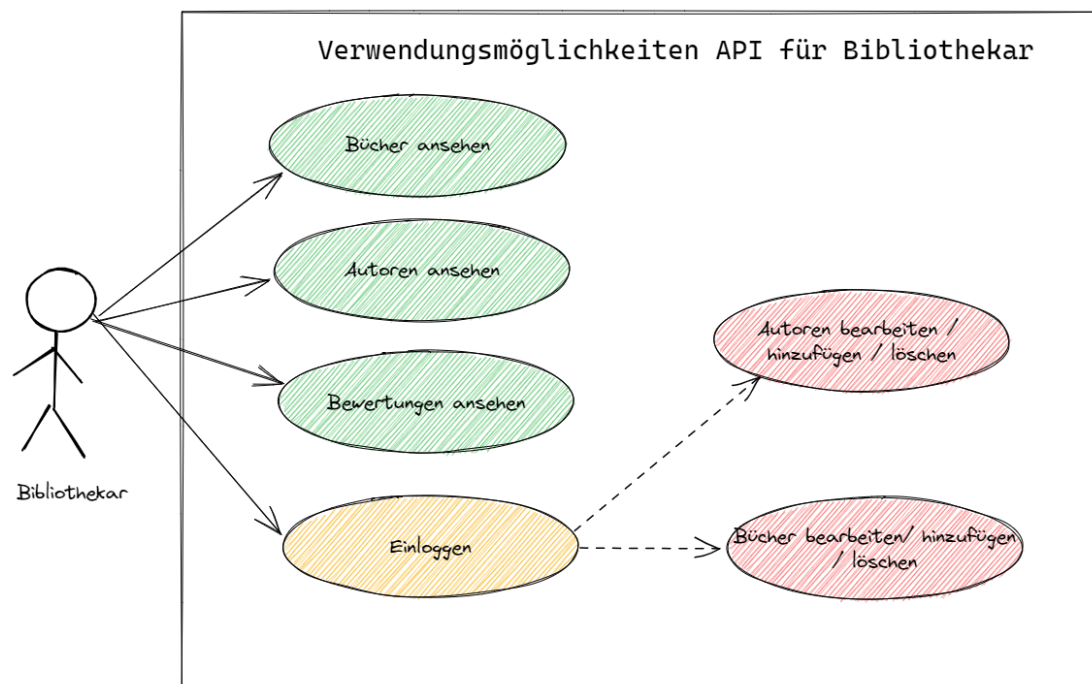 Verwendungsmöglichkeiten API für Bibliothekar
Bücher ansehen
Autoren ansehen
Autoren bearbeiten /
hinzufügen / löschen
Bewertungen ansehen
Bibliothekar
Einloggen
Bücher bearbeiten/ hinzufügen
/ löschen